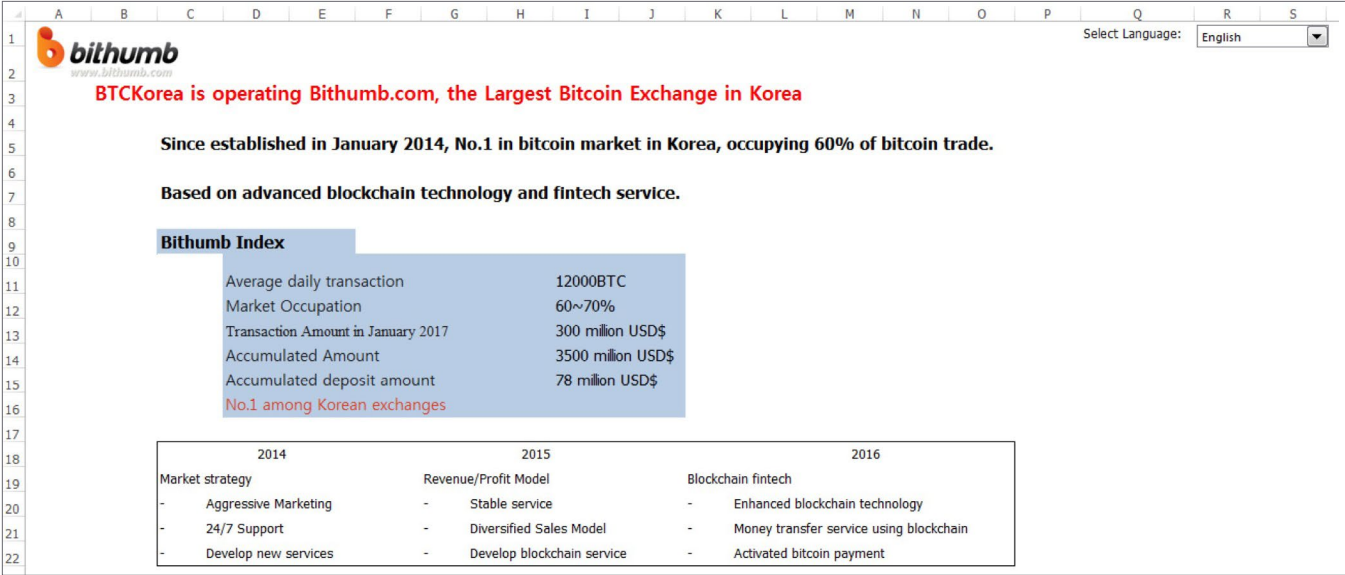 A B C D E F G H I J K L M N O P Q R S
1 bithumb Select Language: English
2 www.bithumb.com
3 BTCKorea is operating Bithumb.com, the Largest Bitcoin Exchange in Korea
4
5 Since established in January 2014, No.1 in bitcoin market in Korea, occupying 60% of bitcoin trade.
6
7 Based on advanced blockchain technology and fintech service.
8
9 Bithumb Index
10
11 Average daily transaction 12000BTC
12 Market Occupation 60~70%
13 Transaction Amount in January 2017 300 million USD$
14 Accumulated Amount 3500 million USD$
15 Accumulated deposit amount 78 million USD$
16 No.1 among Korean exchanges
17
18 2014 2015 2016
19 Market strategy Revenue/Profit Model Blockchain fintech
20 - Aggressive Marketing - Stable service - Enhanced blockchain technology
21 - 24/7 Support - Diversified Sales Model - Money transfer service using blockchain
22 - Develop new services - Develop blockchain service - Activated bitcoin payment